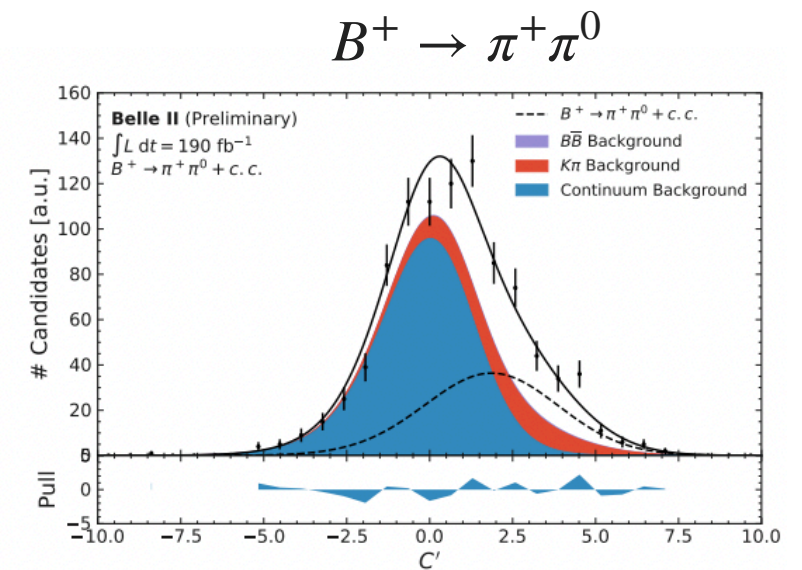 B⁺ → π⁺π⁰
160
140
120
100
80
60
40
20
# Candidates [a.u.]
Belle II (Preliminary)
∫L dt = 190 fb⁻¹
B⁺ → π⁺π⁰ + c. c.
B⁺ → π⁺π⁰ + c. c.
BB̅ Background
Kπ Background
Continuum Background
Pull
0
−5
−10.0 −7.5 −5.0 −2.5 0.0 2.5 5.0 7.5 10.0
C′